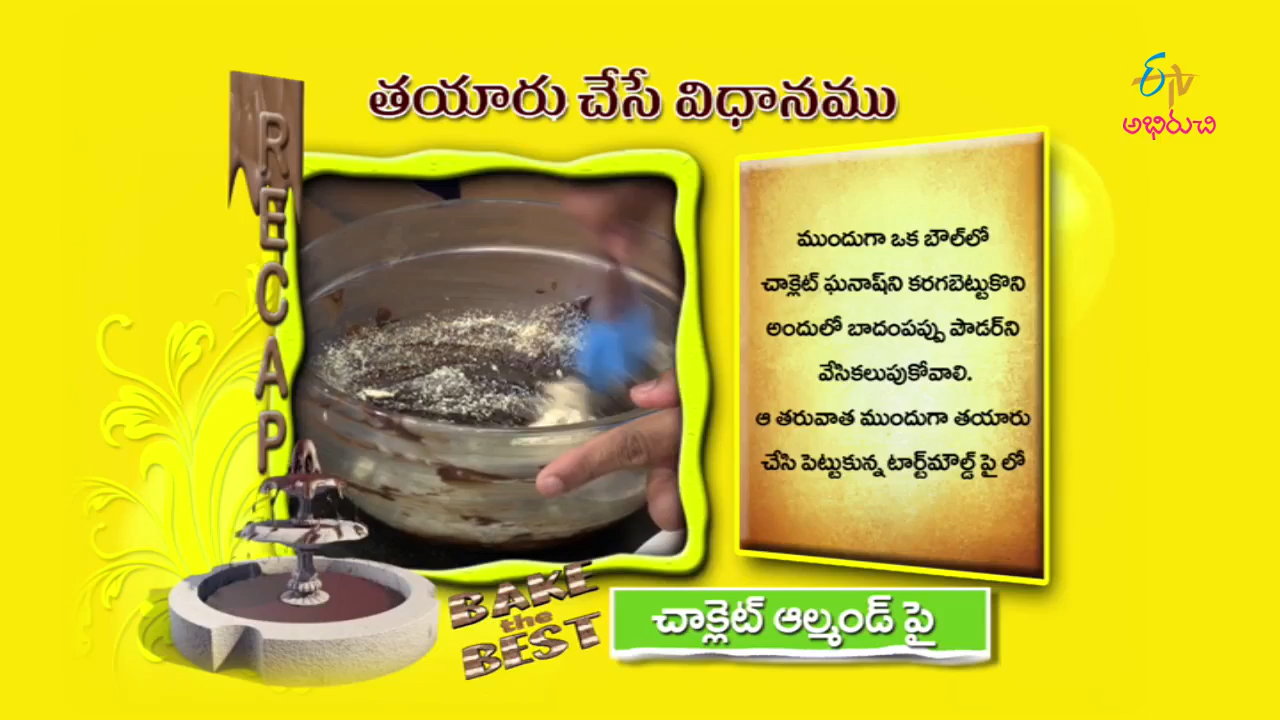 తయారు చేసే విధానము
ETV
అభిరుచి
RECAP
ముందుగా ఒక బౌల్‌లో
చాక్లెట్ ఘనాష్‌ని కరగబెట్టుకొని
అందులో బాదంపప్పు పౌడర్‌ని
వేసికలుపుకోవాలి.
ఆ తరువాత ముందుగా తయారు
చేసి పెట్టుకున్న టార్ట్‌మౌల్డ్ పై లో
BAKE
the
BEST
చాక్లెట్ ఆల్మండ్ పై